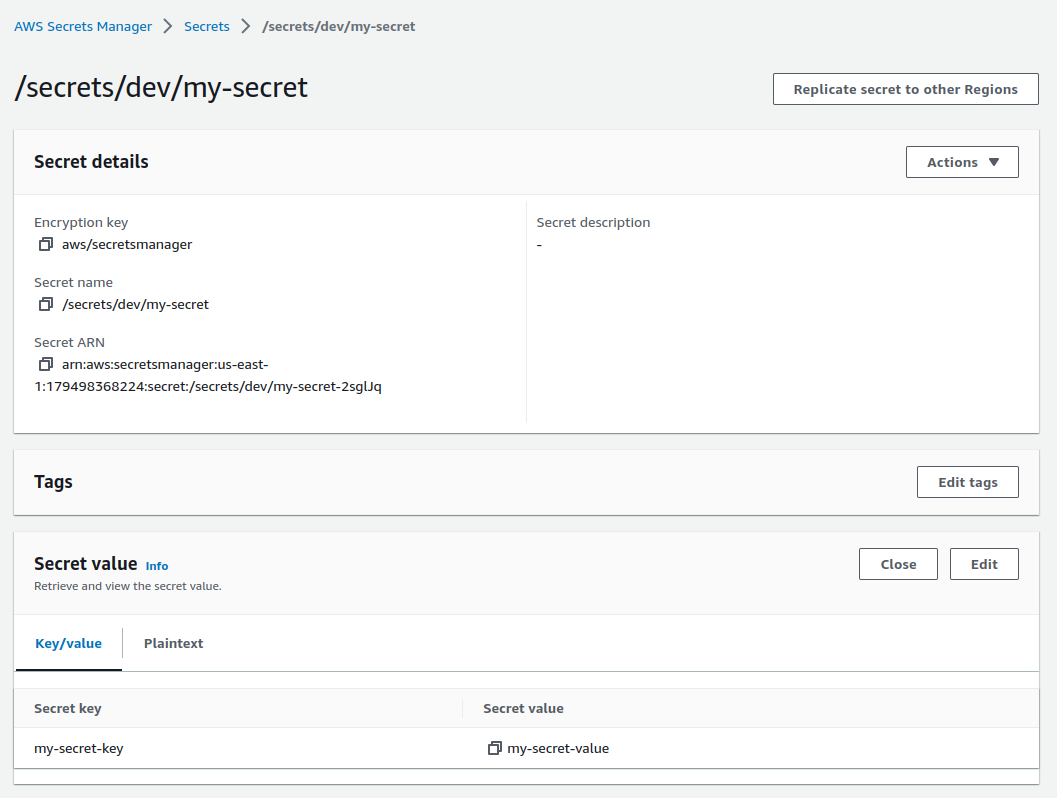 AWS Secrets Manager > Secrets > /secrets/dev/my-secret
/secrets/dev/my-secret
Replicate secret to other Regions
Secret details
Actions
Encryption key
aws/secretsmanager
Secret description
-
Secret name
/secrets/dev/my-secret
Secret ARN
arn:aws:secretsmanager:us-east-
1:179498368224:secret:/secrets/dev/my-secret-2sglJq
Tags
Edit tags
Secret value Info
Retrieve and view the secret value.
Close
Edit
Key/value
Plaintext
Secret key
Secret value
my-secret-key
my-secret-value